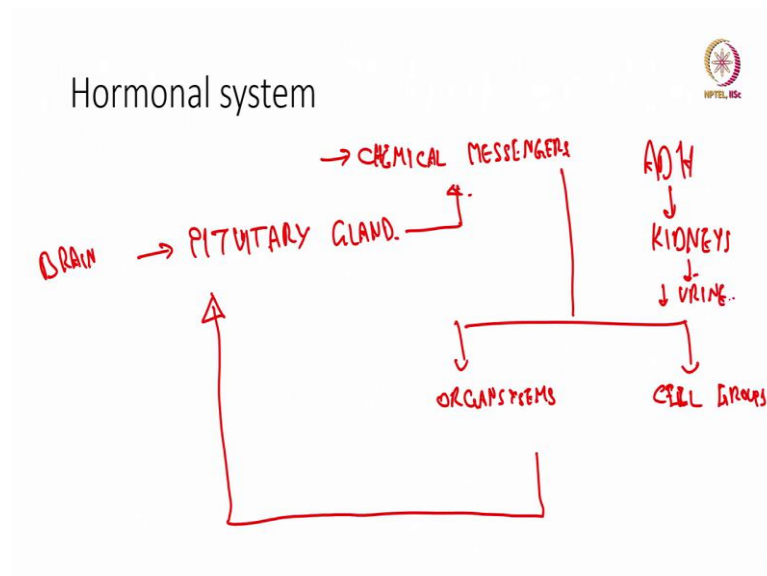 Hormonal system
NPTEL, IISc
→ CHEMICAL MESSENGERS
ADH
↓
BRAIN → PITUITARY GLAND.
KIDNEYS
↓
↓ URINE..
ORGANSYSTEMS
CELL GROUPS